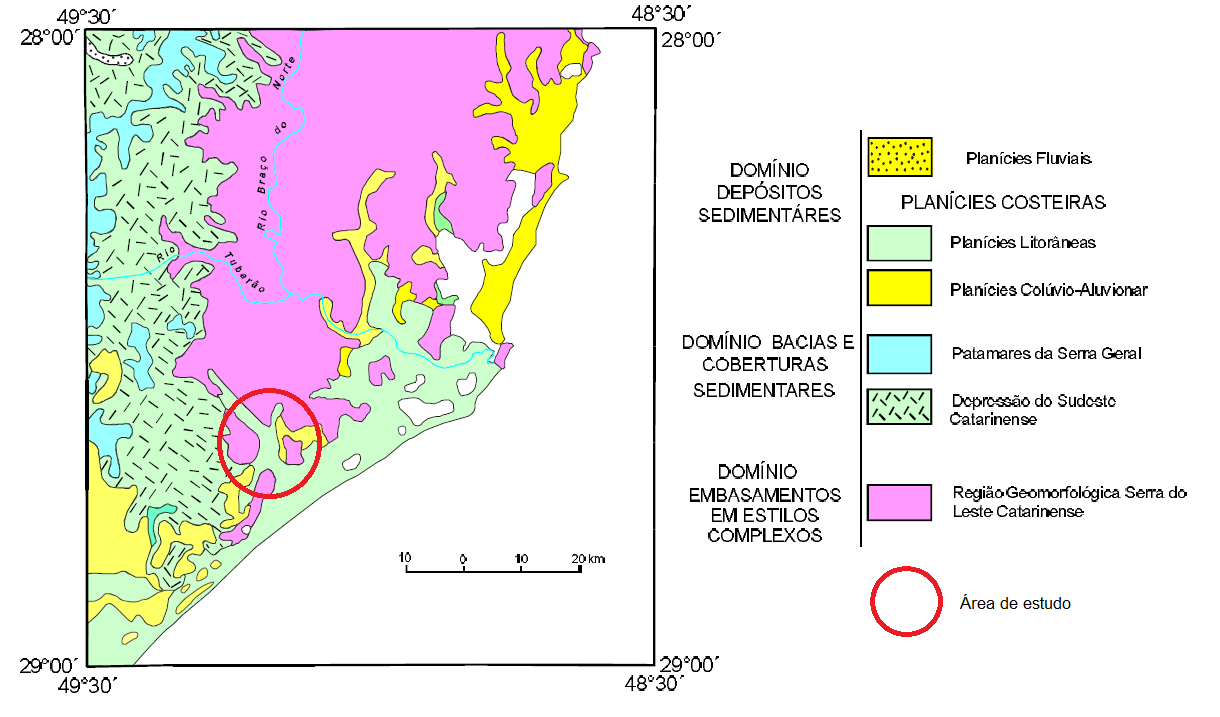 49°30´
48°30´
28°00´
28°00´
Rio Braço do Norte
Rio Tubarão
10 0 10 20 km
29°00´
29°00´
49°30´
48°30´
DOMÍNIO
DEPÓSITOS
SEDIMENTÁRES
Planícies Fluviais
PLANÍCIES COSTEIRAS
Planícies Litorâneas
Planícies Colúvio-Aluvionar
DOMÍNIO BACIAS E
COBERTURAS
SEDIMENTARES
Patamares da Serra Geral
Depressão do Sudeste
Catarinense
DOMÍNIO
EMBASAMENTOS
EM ESTILOS
COMPLEXOS
Região Geomorfológica Serra do
Leste Catarinense
Área de estudo